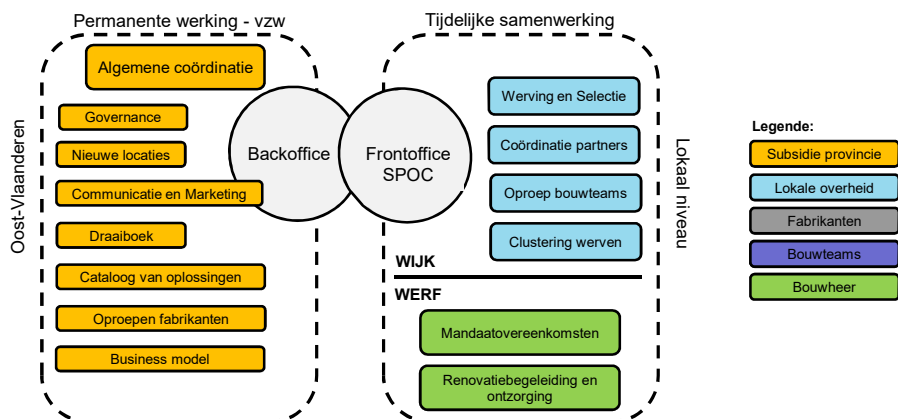 Permanente werking - vzw
Oost-Vlaanderen
Algemene coördinatie
Governance
Nieuwe locaties
Communicatie en Marketing
Draaiboek
Cataloog van oplossingen
Oproepen fabrikanten
Business model
Backoffice
Frontoffice
SPOC
Tijdelijke samenwerking
Lokaal niveau
Werving en Selectie
Coördinatie partners
Oproep bouwteams
Clustering werven
WIJK
WERF
Mandaatovereenkomsten
Renovatiebegeleiding en
ontzorging
Legende:
Subsidie provincie
Lokale overheid
Fabrikanten
Bouwteams
Bouwheer